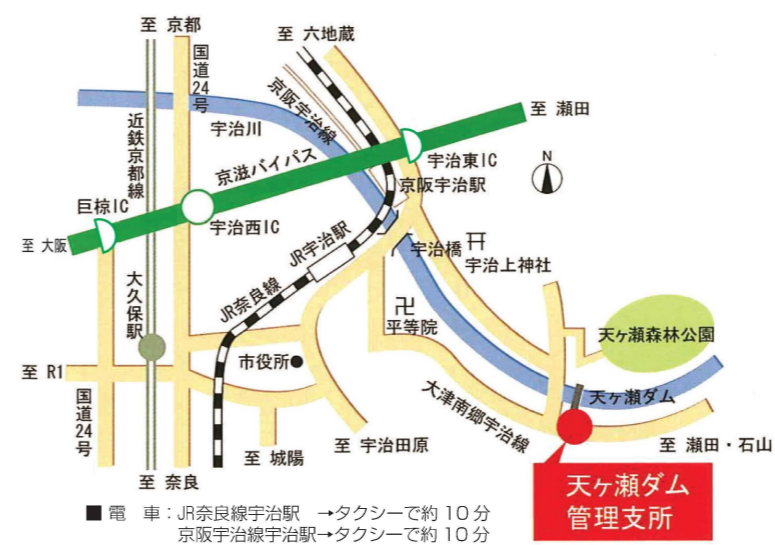 至 京都
国道24号
至 六地蔵
京阪宇治線
至 瀬田
宇治川
近鉄京都線
京滋バイパス
宇治東IC
京阪宇治駅
N
巨椋IC
宇治西IC
至 大阪
JR宇治駅
宇治橋
宇治上神社
大久保駅
JR奈良線
卍
平等院
天ヶ瀬森林公園
市役所
至 R1
国道24号
大津南郷宇治線
天ヶ瀬ダム
至 城陽
至 宇治田原
至 瀬田・石山
至 奈良
天ヶ瀬ダム
管理支所
■ 電　車：JR奈良線宇治駅　→タクシーで約 10 分
京阪宇治線宇治駅→タクシーで約 10 分